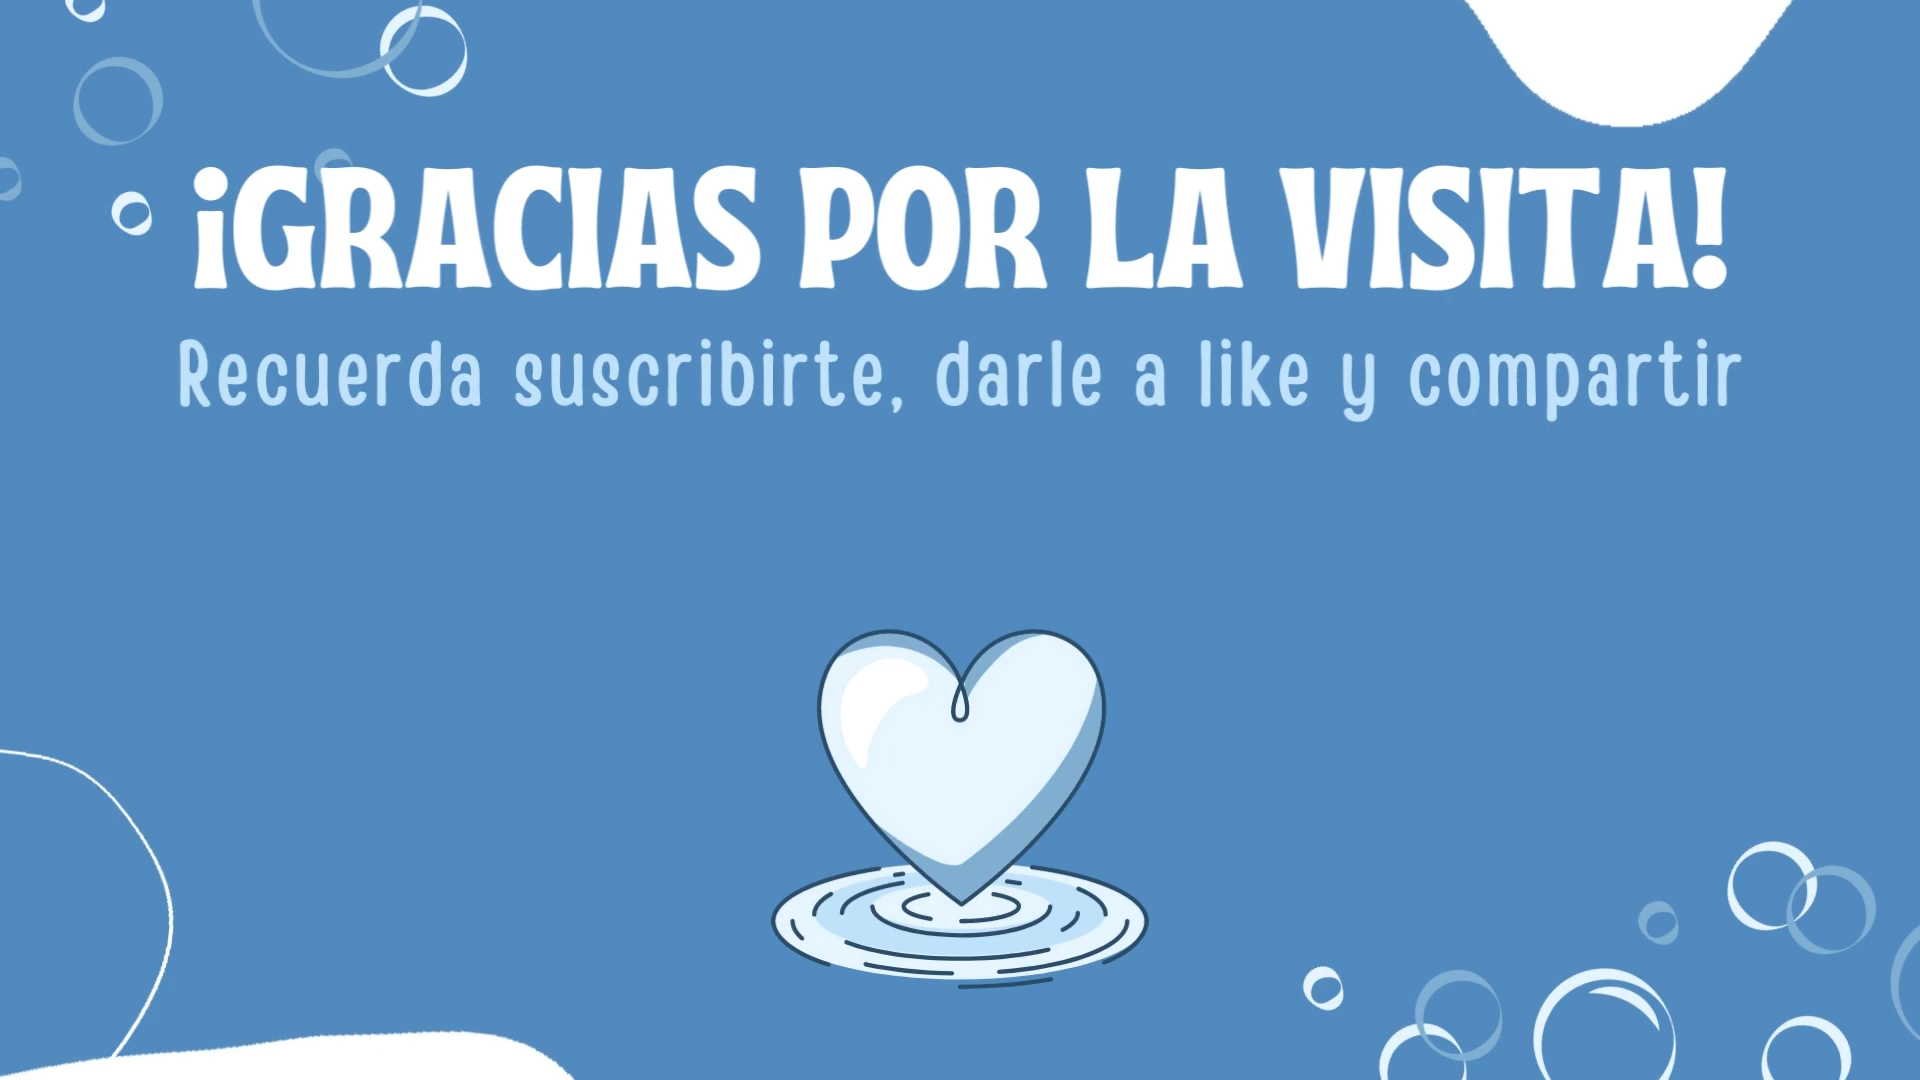 ¡GRACIAS POR LA VISITA!
Recuerda suscribirte, darle a like y compartir